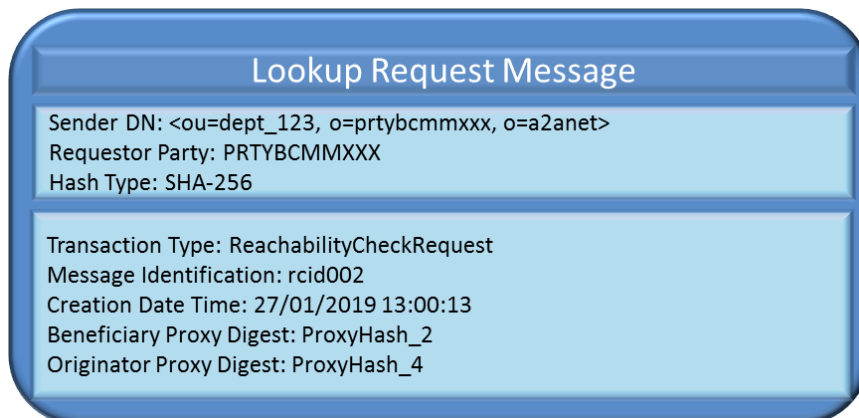 Lookup Request Message
Sender DN: <ou=dept_123, o=prtybcmmxxx, o=a2anet>
Requestor Party: PRTYBCMMXXX
Hash Type: SHA-256
Transaction Type: ReachabilityCheckRequest
Message Identification: rcid002
Creation Date Time: 27/01/2019 13:00:13
Beneficiary Proxy Digest: ProxyHash_2
Originator Proxy Digest: ProxyHash_4